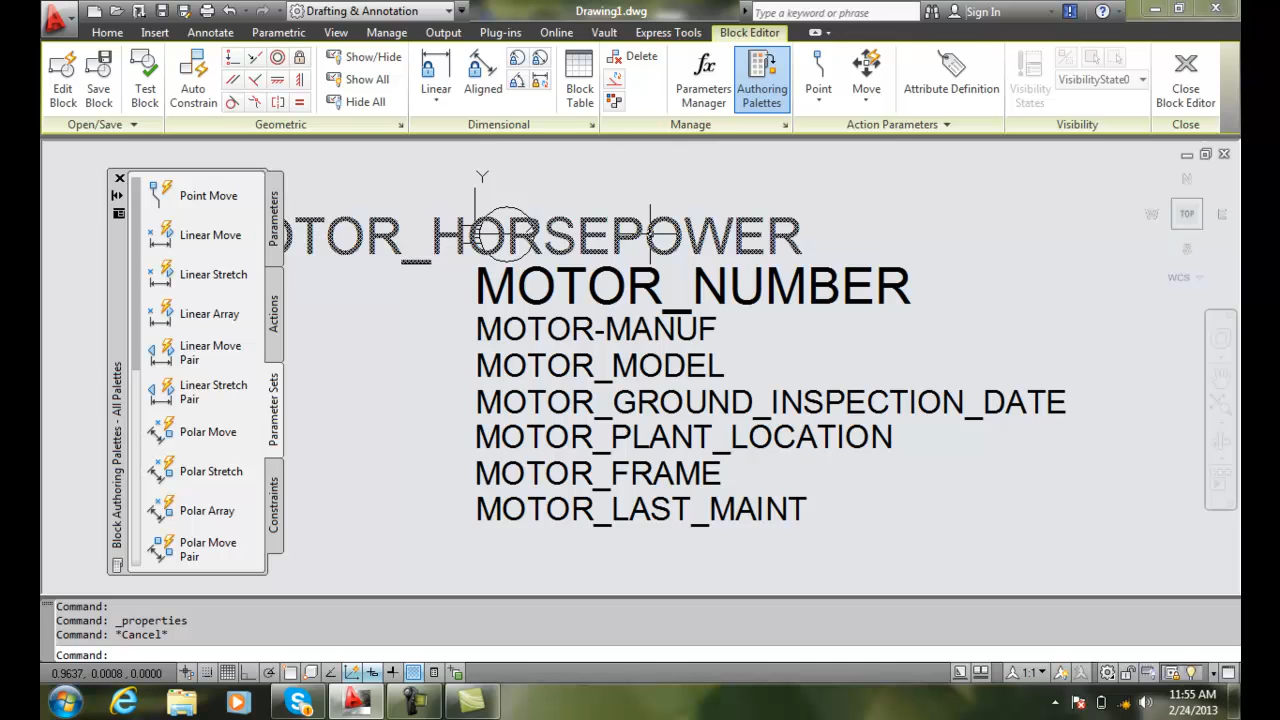 Drafting & Annotation
Drawing1.dwg
Type a keyword or phrase
Sign In
Home Insert Annotate Parametric View Manage Output Plug-ins Online Vault Express Tools Block Editor
Edit Block
Save Block
Test Block
Auto Constrain
Show/Hide
Show All
Hide All
Linear
Aligned
Block Table
Delete
Parameters Manager
Authoring Palettes
Point
Move
Attribute Definition
Visibility States
VisibilityState0
Close Block Editor
Open/Save Geometric Dimensional Manage Action Parameters Visibility Close
Point Move
Linear Move
Linear Stretch
Linear Array
Linear Move Pair
Linear Stretch Pair
Polar Move
Polar Stretch
Polar Array
Polar Move Pair
Parameters
Actions
Parameter Sets
Constraints
Block Authoring Palettes - All Palettes
Y
OTOR_HORSEPOWER
MOTOR_NUMBER
MOTOR-MANUF
MOTOR_MODEL
MOTOR_GROUND_INSPECTION_DATE
MOTOR_PLANT_LOCATION
MOTOR_FRAME
MOTOR_LAST_MAINT
N
W
TOP
E
S
WCS
Command:
Command: _properties
Command: *Cancel*
Command:
0.9637, 0.0008, 0.0000
1:1
11:55 AM
2/24/2013